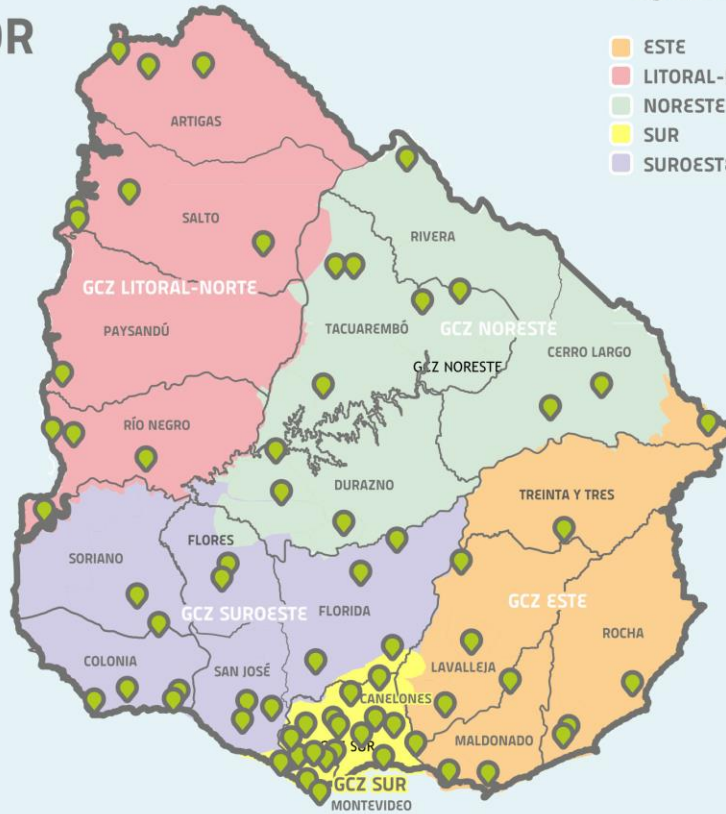 OR
ESTE
LITORAL-
NORESTE
SUR
SUROESTE
ARTIGAS
SALTO
RIVERA
GCZ LITORAL-NORTE
PAYSANDÚ
TACUAREMBÓ
GCZ NORESTE
GCZ NORESTE
CERRO LARGO
RÍO NEGRO
DURAZNO
TREINTA Y TRES
SORIANO
FLORES
GCZ SUROESTE
FLORIDA
GCZ ESTE
ROCHA
COLONIA
SAN JOSÉ
LAVALLEJA
CANELONES
MALDONADO
SUR
GCZ SUR
MONTEVIDEO